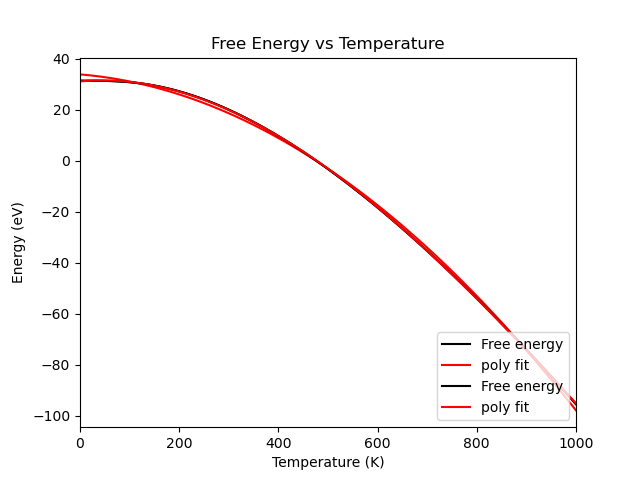 Free Energy vs Temperature
Energy (eV)
40
20
0
−20
−40
−60
−80
−100
Free energy
poly fit
Free energy
poly fit
0 200 400 600 800 1000
Temperature (K)